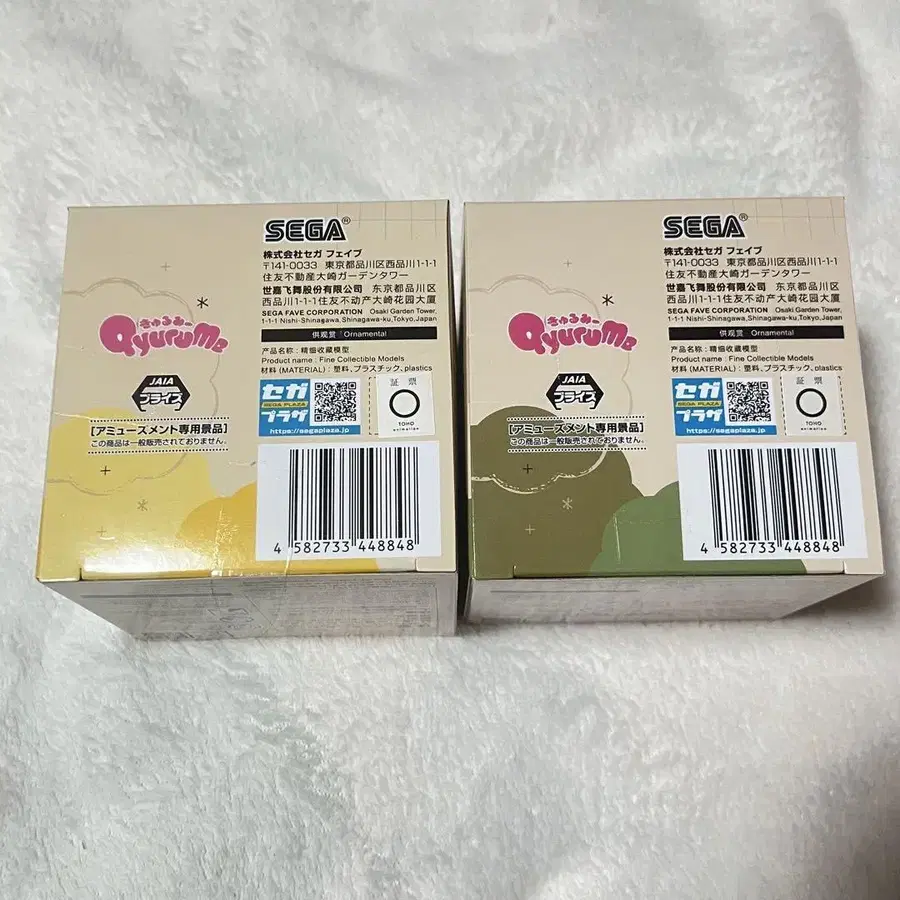 SEGA®
株式会社セガ フェイブ
〒141-0033 東京都品川区西品川1-1-1
住友不動産大崎ガーデンタワー
世嘉飞舞股份有限公司 东京都品川区
西品川1-1-1住友不动产大崎花园大厦
SEGA FAVE CORPORATION Osaki Garden Tower,
1-1-1 Nishi-Shinagawa, Shinagawa-ku, Tokyo, Japan
供观赏 Ornamental
产品名称：精细收藏模型
Product name : Fine Collectible Models
材料 (MATERIAL) : 塑料、プラスチック、plastics
きゅるみー
QyuruMe
JAIA
プライズ
【アミューズメント専用景品】
この商品は一般販売されておりません。
セガ
SEGA PLAZA
プラザ
https://segaplaza.jp
証票
TOHO
animation
4 582733 448848
SEGA®
株式会社セガ フェイブ
〒141-0033 東京都品川区西品川1-1-1
住友不動産大崎ガーデンタワー
世嘉飞舞股份有限公司 东京都品川区
西品川1-1-1住友不动产大崎花园大厦
SEGA FAVE CORPORATION Osaki Garden Tower,
1-1-1 Nishi-Shinagawa, Shinagawa-ku, Tokyo, Japan
供观赏 Ornamental
产品名称：精细收藏模型
Product name : Fine Collectible Models
材料 (MATERIAL) : 塑料、プラスチック、plastics
きゅるみー
QyuruMe
JAIA
プライズ
【アミューズメント専用景品】
この商品は一般販売されておりません。
セガ
SEGA PLAZA
プラザ
https://segaplaza.jp
証票
TOHO
animation
4 582733 448848